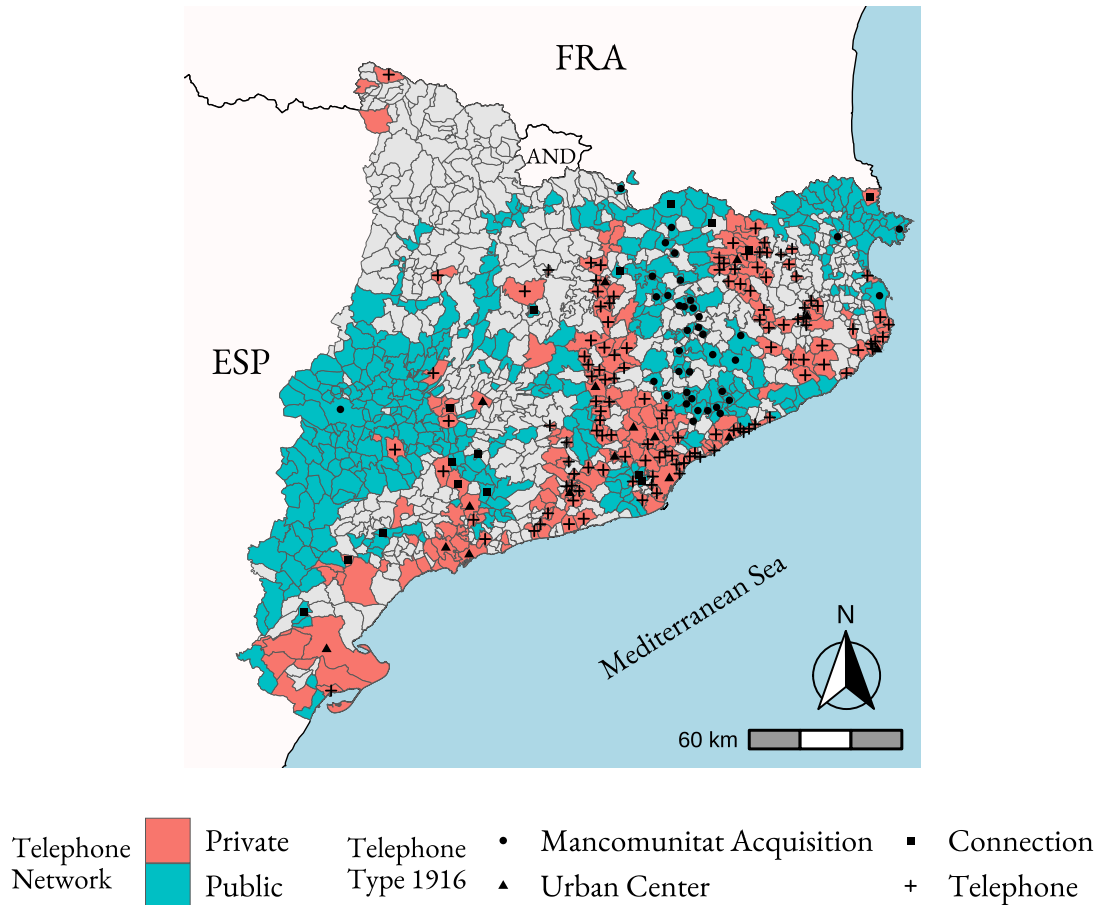 FRA
AND
ESP
Mediterranean Sea
N
60 km
Telephone
Network
Private
Public
Telephone
Type 1916
Mancomunitat Acquisition
Urban Center
Connection
Telephone